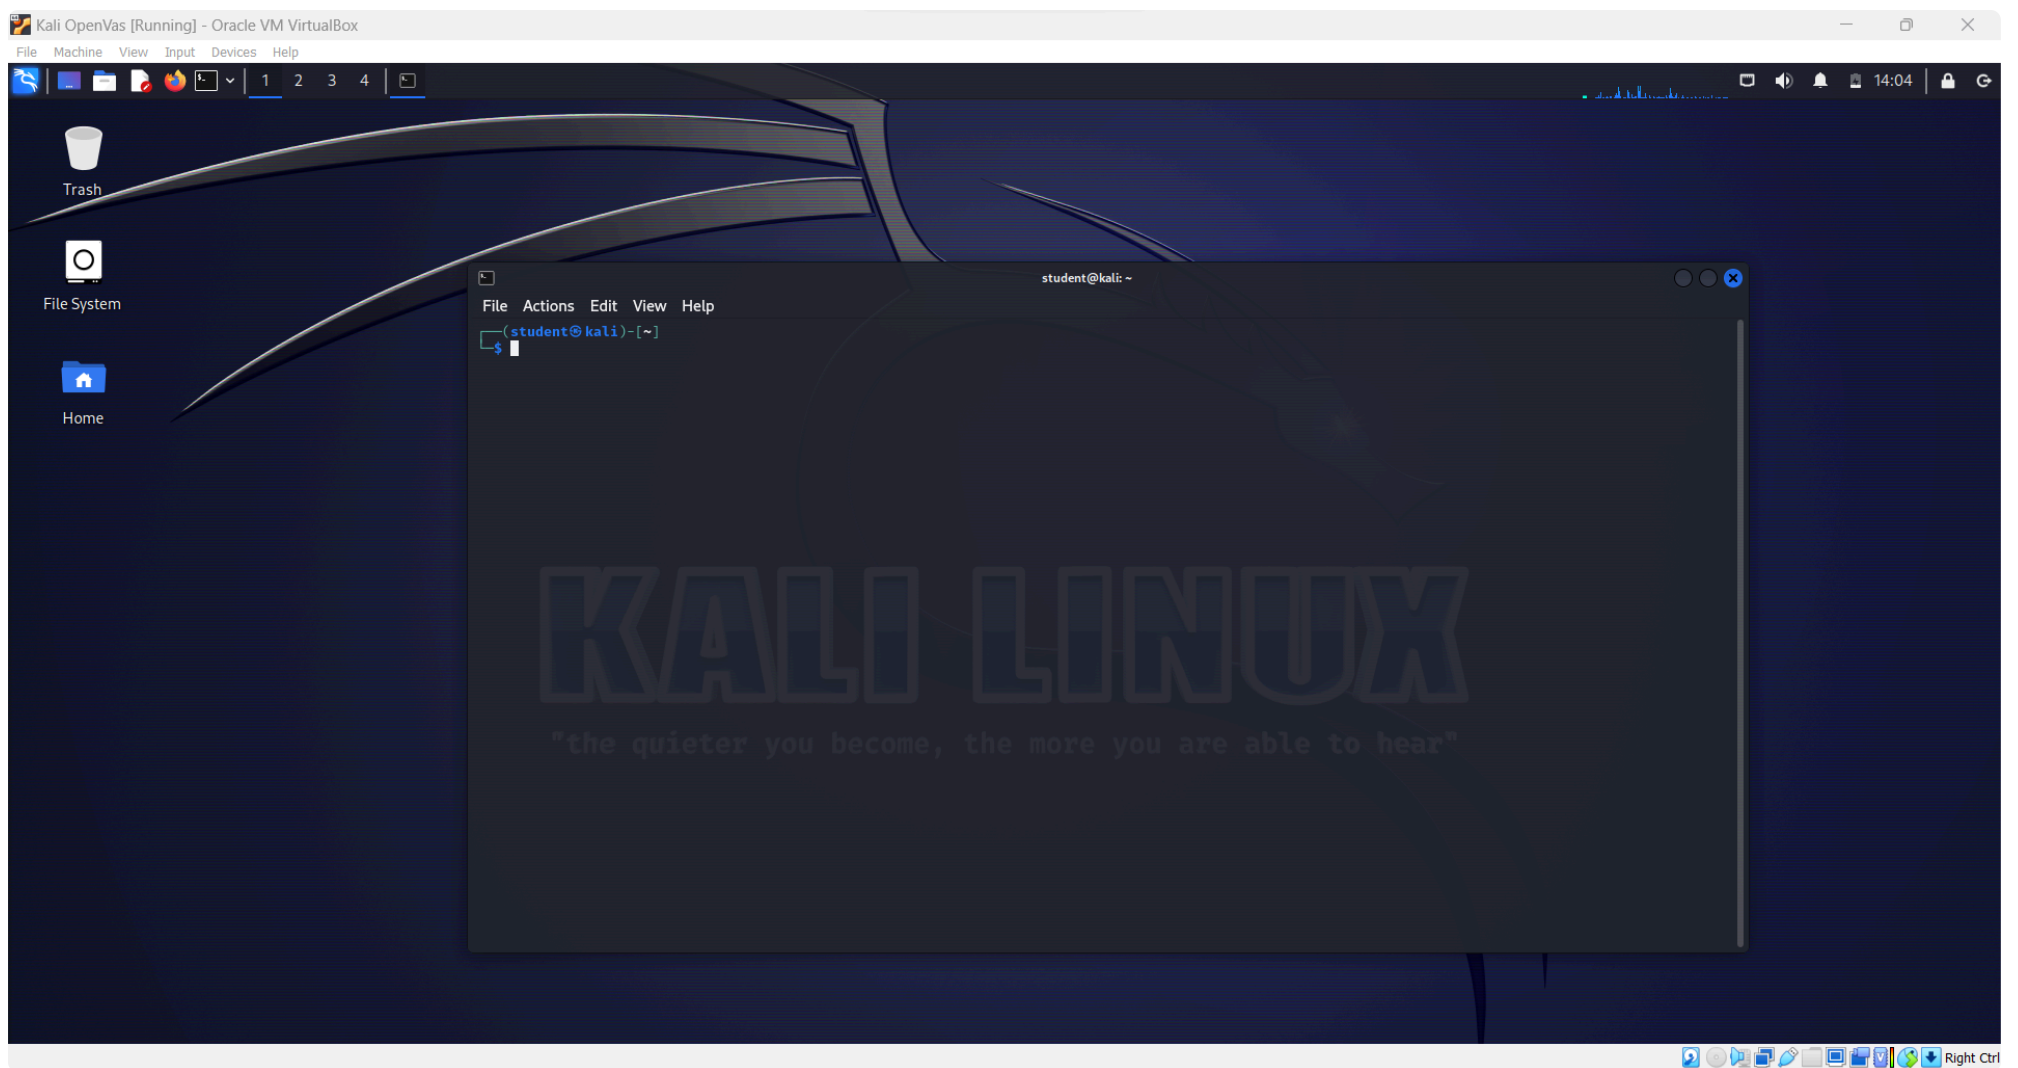 Kali OpenVas [Running] - Oracle VM VirtualBox
File Machine View Input Devices Help
1 2 3 4
14:04
Trash
File System
Home
student@kali: ~
File Actions Edit View Help
┌──(student㉿kali)-[~]
└─$
KALI LINUX
"the quieter you become, the more you are able to hear"
Right Ctrl